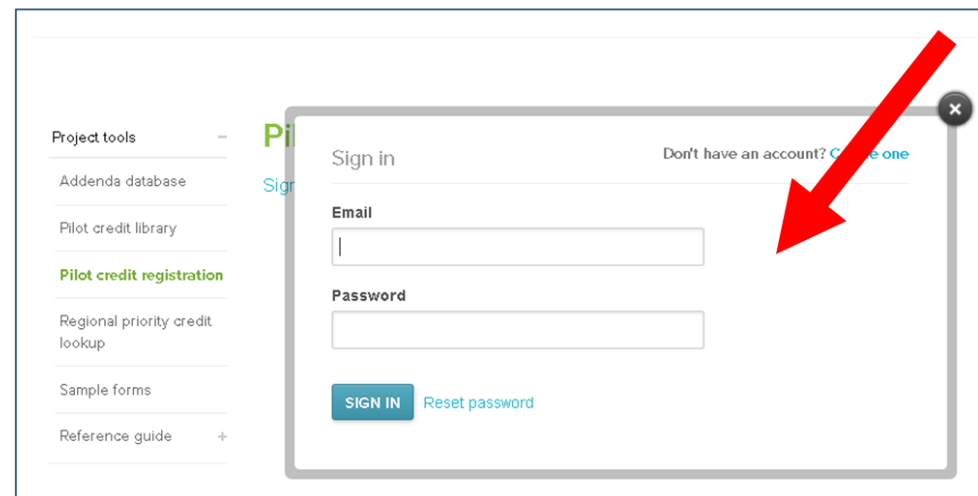 Project tools
Addenda database
Pilot credit library
Pilot credit registration
Regional priority credit
lookup
Sample forms
Reference guide
Sign in
Don't have an account?
one
Email
Password
SIGN IN
Reset password